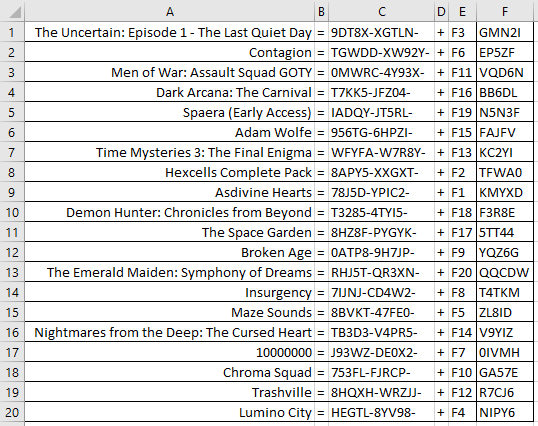 A B C D E F
1 The Uncertain: Episode 1 - The Last Quiet Day = 9DT8X-XGTLN- + F3 GMN2I
2 Contagion = TGWDD-XW92Y- + F6 EP5ZF
3 Men of War: Assault Squad GOTY = 0MWRC-4Y93X- + F11 VQD6N
4 Dark Arcana: The Carnival = T7KK5-JFZ04- + F16 BB6DL
5 Spaera (Early Access) = IADQY-JT5RL- + F19 N5N3F
6 Adam Wolfe = 956TG-6HPZI- + F15 FAJFV
7 Time Mysteries 3: The Final Enigma = WFYFA-W7R8Y- + F13 KC2YI
8 Hexcells Complete Pack = 8APY5-XXGXT- + F2 TFWA0
9 Asdivine Hearts = 78J5D-YPIC2- + F1 KMYXD
10 Demon Hunter: Chronicles from Beyond = T3285-4TYI5- + F18 F3R8E
11 The Space Garden = 8HZ8F-PYGYK- + F17 5TT44
12 Broken Age = 0ATP8-9H7JP- + F9 YQZ6G
13 The Emerald Maiden: Symphony of Dreams = RHJ5T-QR3XN- + F20 QQCDW
14 Insurgency = 7IJNJ-CD4W2- + F8 T4TKM
15 Maze Sounds = 8BVKT-47FE0- + F5 ZL8ID
16 Nightmares from the Deep: The Cursed Heart = TB3D3-V4PR5- + F14 V9YIZ
17 10000000 = J93WZ-DE0X2- + F7 0IVMH
18 Chroma Squad = 753FL-FJRCP- + F10 GA57E
19 Trashville = 8HQXH-WRZJJ- + F12 R7CJ6
20 Lumino City = HEGTL-8YV98- + F4 NIPY6